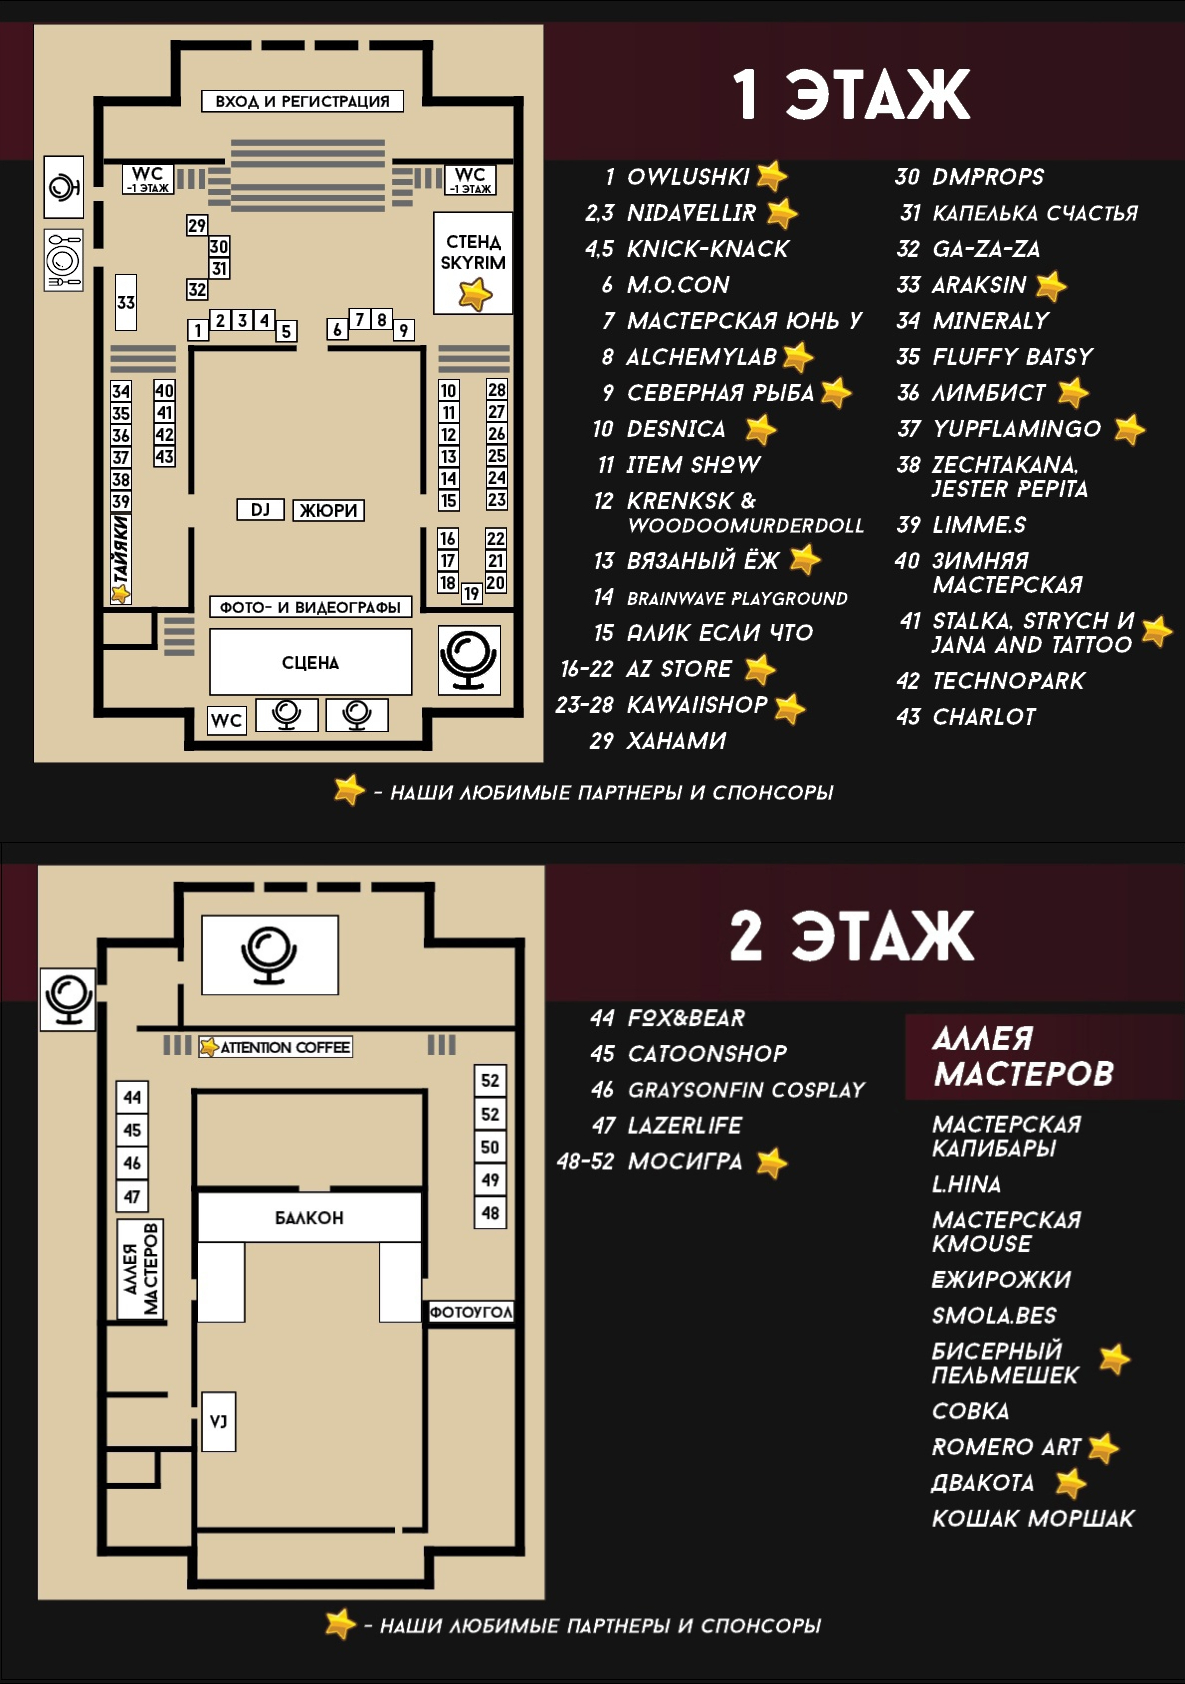 1 ЭТАЖ
ВХОД И РЕГИСТРАЦИЯ
WC
-1 ЭТАЖ
WC
-1 ЭТАЖ
29
30
31
32
33
СТЕНД
SKYRIM
1 2 3 4 5
6 7 8 9
34 40
35 41
36 42
37 43
38
39
ТАЙЯКИ
10 28
11 27
12 26
13 25
14 24
15 23
16 22
17 21
18 19 20
DJ
ЖЮРИ
ФОТО- И ВИДЕОГРАФЫ
СЦЕНА
WC
1 OWLUSHKI
2,3 NIDAVELLIR
4,5 KNICK-KNACK
6 M.O.CON
7 МАСТЕРСКАЯ ЮНЬ У
8 ALCHEMYLAB
9 СЕВЕРНАЯ РЫБА
10 DESNICA
11 ITEM SHOW
12 KRENKSK &
WOODOOMURDERDOLL
13 ВЯЗАНЫЙ ЁЖ
14 BRAINWAVE PLAYGROUND
15 АЛИК ЕСЛИ ЧТО
16-22 AZ STORE
23-28 KAWAIISHOP
29 ХАНАМИ
30 DMPROPS
31 КАПЕЛЬКА СЧАСТЬЯ
32 GA-ZA-ZA
33 ARAKSIN
34 MINERALY
35 FLUFFY BATSY
36 ЛИМБИСТ
37 YUPFLAMINGO
38 ZECHTAKANA,
JESTER PEPITA
39 LIMME.S
40 ЗИМНЯЯ
МАСТЕРСКАЯ
41 STALKA, STRYCH И
JANA AND TATTOO
42 TECHNOPARK
43 CHARLOT
- НАШИ ЛЮБИМЫЕ ПАРТНЕРЫ И СПОНСОРЫ
2 ЭТАЖ
ATTENTION COFFEE
44
45
46
47
АЛЛЕЯ
МАСТЕРОВ
52
52
50
49
48
БАЛКОН
ФОТОУГОЛ
VJ
44 FOX&BEAR
45 CATOONSHOP
46 GRAYSONFIN COSPLAY
47 LAZERLIFE
48-52 МОСИГРА
АЛЛЕЯ
МАСТЕРОВ
МАСТЕРСКАЯ
КАПИБАРЫ
L.HINA
МАСТЕРСКАЯ
KMOUSE
ЕЖИРОЖКИ
SMOLA.BES
БИСЕРНЫЙ
ПЕЛЬМЕШЕК
СОВКА
ROMERO ART
ДВАКОТА
КОШАК МОРШАК
- НАШИ ЛЮБИМЫЕ ПАРТНЕРЫ И СПОНСОРЫ